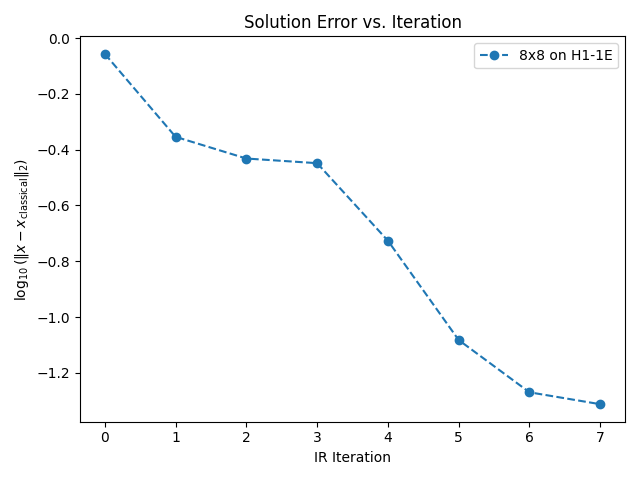 Solution Error vs. Iteration
8x8 on H1-1E
0.0
−0.2
−0.4
−0.6
−0.8
−1.0
−1.2
log₁₀(‖x − x_classical‖₂)
0 1 2 3 4 5 6 7
IR Iteration